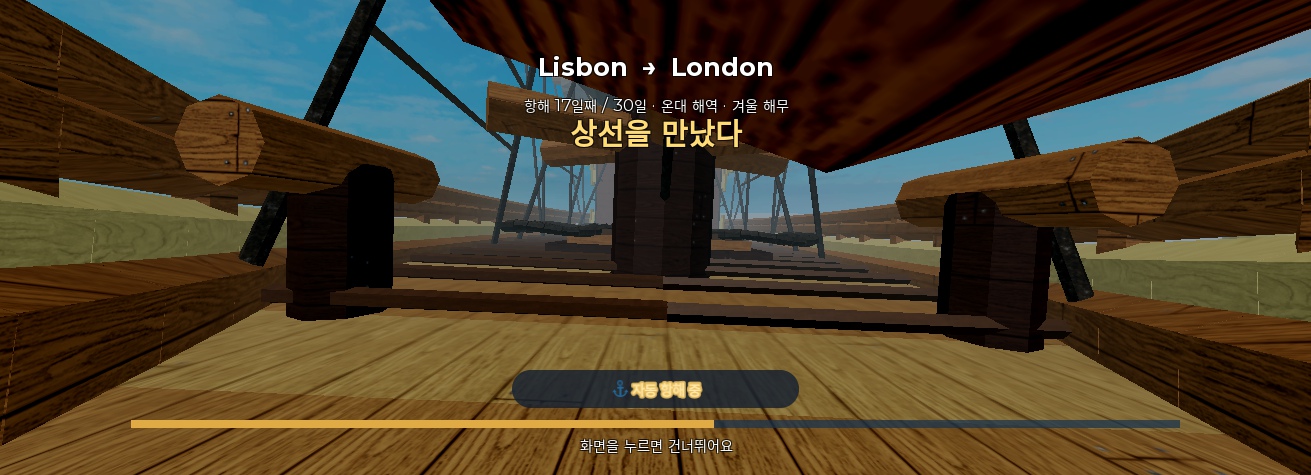 Lisbon → London
항해 17일째 / 30일 · 온대 해역 · 겨울 해무
상선을 만났다
⚓ 자동 항해 중
화면을 누르면 건너뛰어요